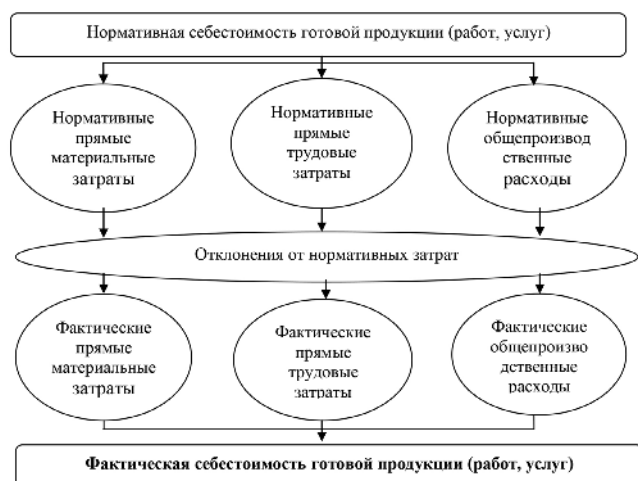 Нормативная себестоимость готовой продукции (работ, услуг)
Нормативные
прямые
материальные
затраты
Нормативные
прямые
трудовые
затраты
Нормативные
общепроизвод
ственные
расходы
Отклонения от нормативных затрат
Фактические
прямые
материальные
затраты
Фактические
прямые
трудовые
затраты
Фактические
общепроизво
дственные
расходы
Фактическая себестоимость готовой продукции (работ, услуг)